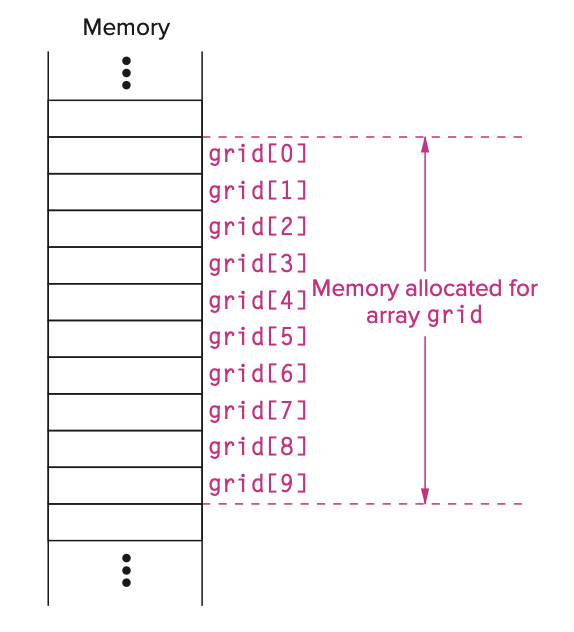 Memory
grid[0]
grid[1]
grid[2]
grid[3]
grid[4]
Memory allocated for
array grid
grid[5]
grid[6]
grid[7]
grid[8]
grid[9]